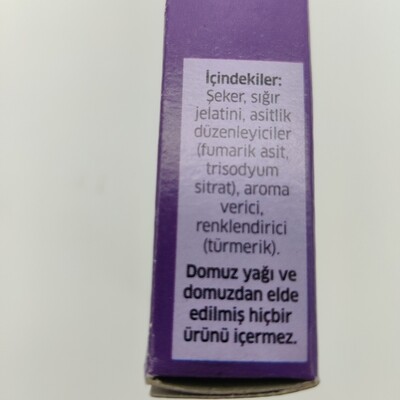 İçindekiler:
Şeker, sığır
jelatini, asitlik
düzenleyiciler
(fumarik asit,
trisodyum
sitrat), aroma
verici,
renklendirici
(türmerik).
Domuz yağı ve
domuzdan elde
edilmiş hiçbir
ürünü içermez.